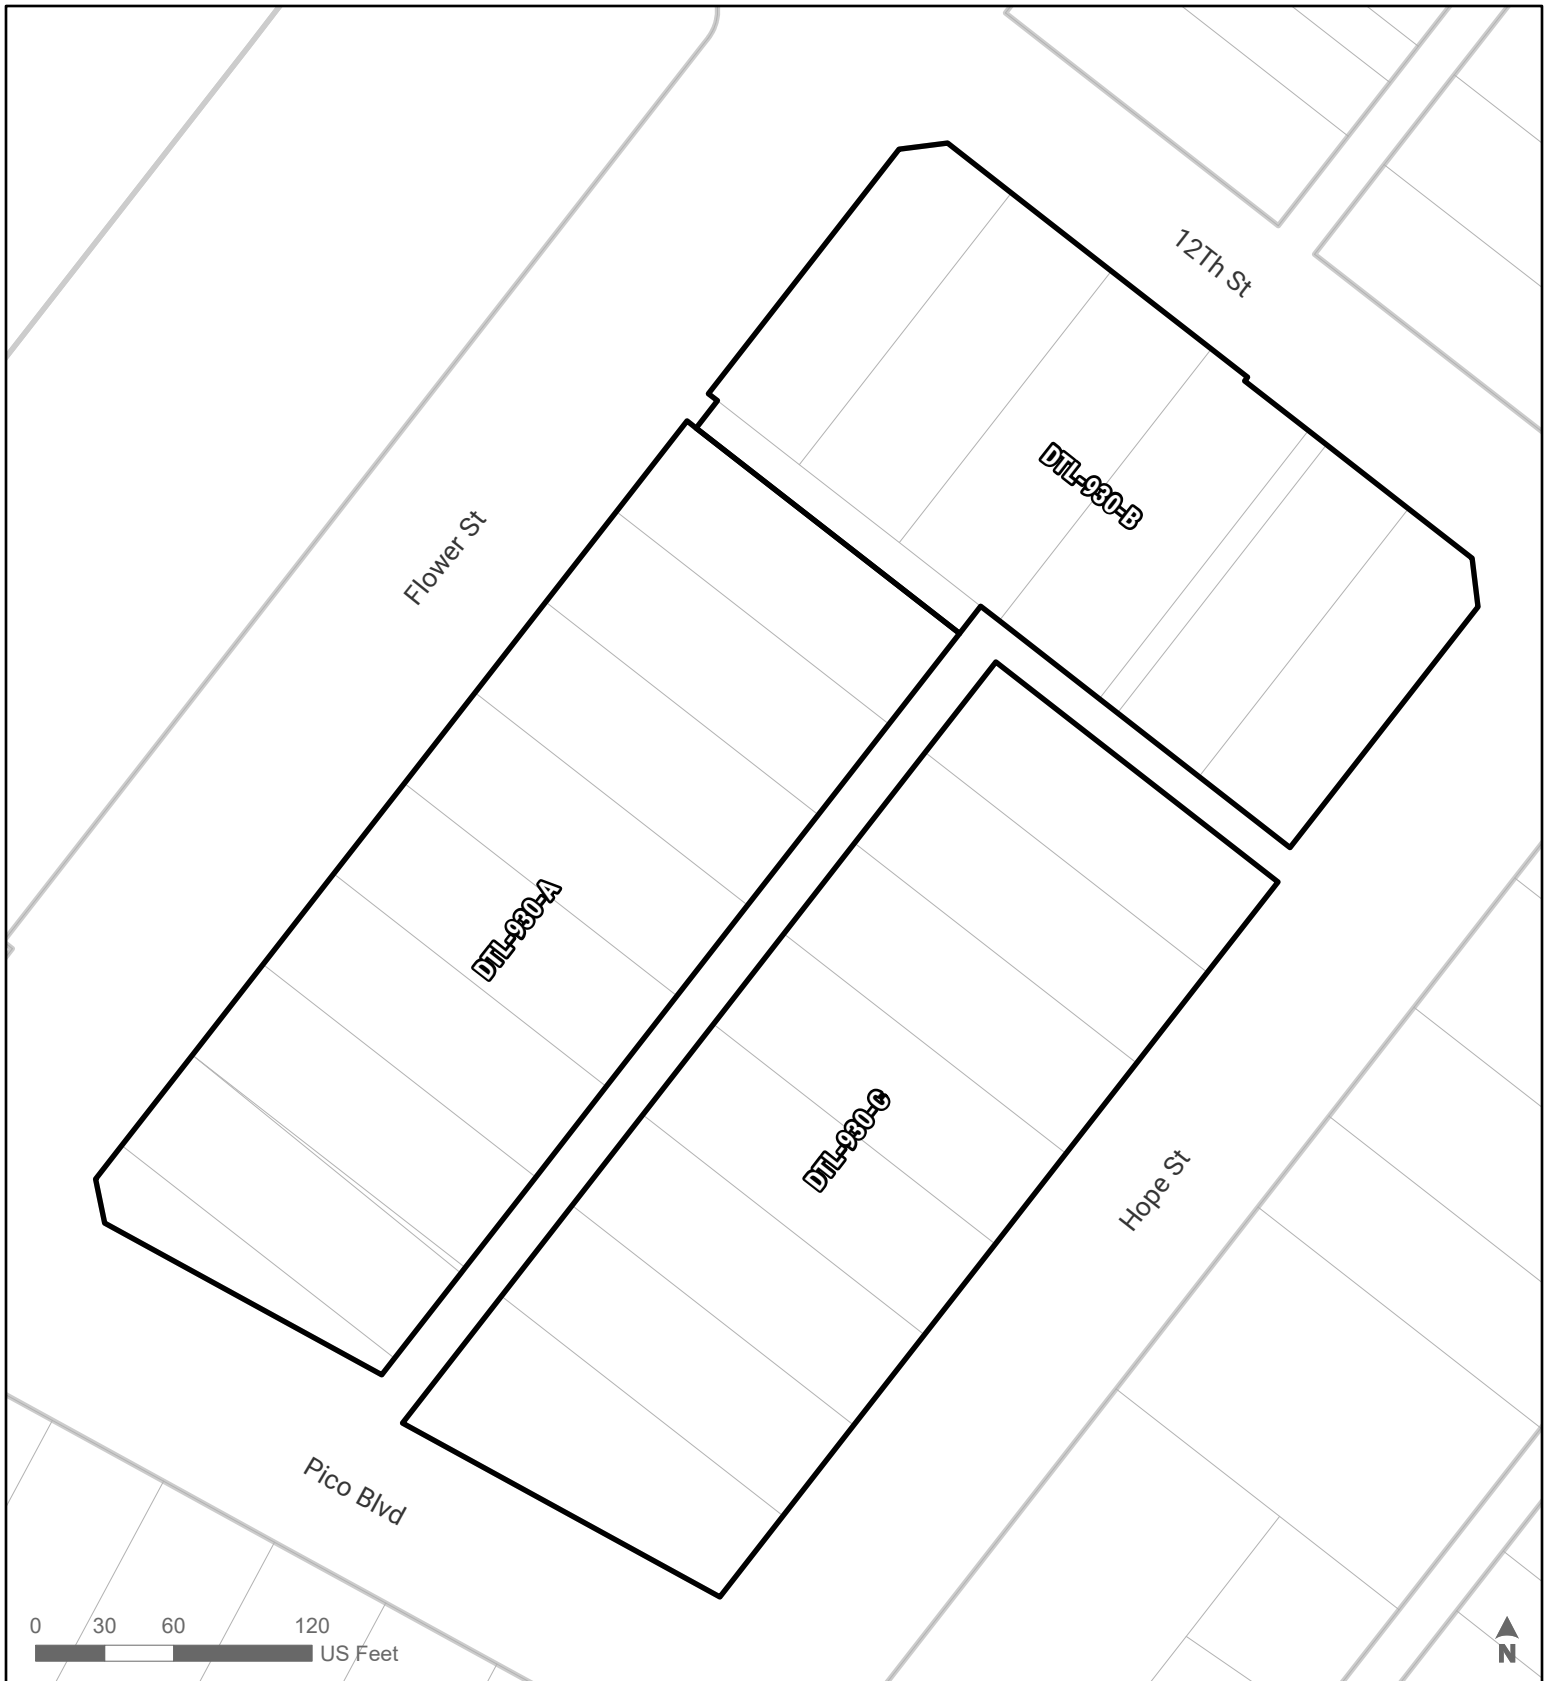 12Th St
DTL-930-B
Flower St
DTL-930-A
DTL-930-C
Hope St
Pico Blvd
0 30 60 120
US Feet
N